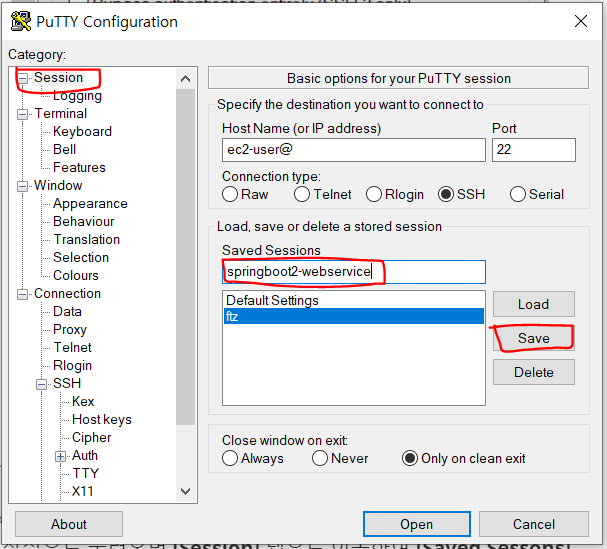 PuTTY Configuration
Category:
Session
Logging
Terminal
Keyboard
Bell
Features
Window
Appearance
Behaviour
Translation
Selection
Colours
Connection
Data
Proxy
Telnet
Rlogin
SSH
Kex
Host keys
Cipher
Auth
TTY
X11
Basic options for your PuTTY session
Specify the destination you want to connect to
Host Name (or IP address) Port
ec2-user@ 22
Connection type:
Raw Telnet Rlogin SSH Serial
Load, save or delete a stored session
Saved Sessions
springboot2-webservice
Default Settings
ftz
Load
Save
Delete
Close window on exit:
Always Never Only on clean exit
About Open Cancel